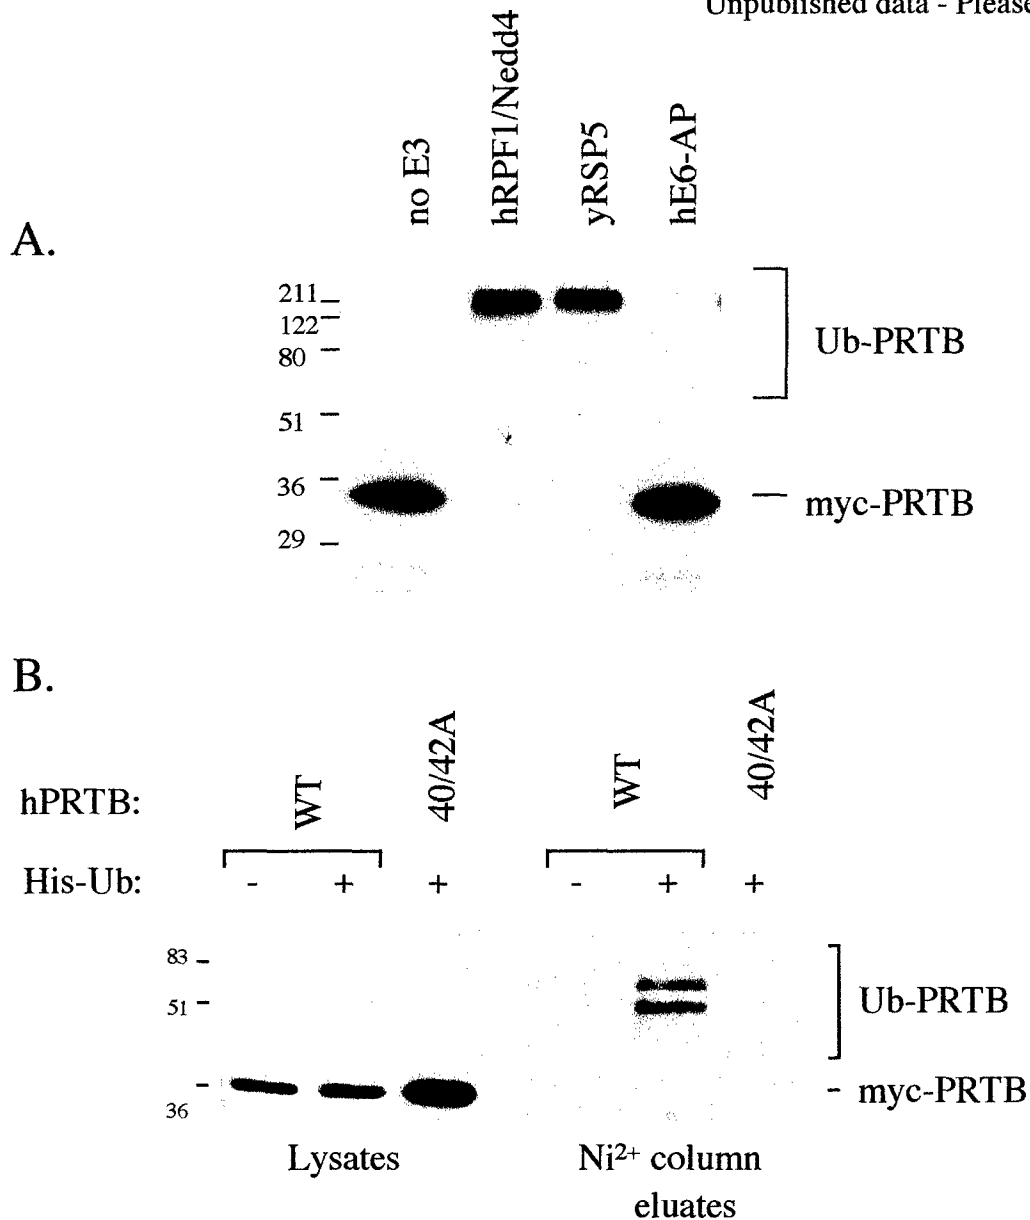 Unpublished data - Please
no E3
hRPF1/Nedd4
yRSP5
hE6-AP
A.
211
122
80
51
36
29
Ub-PRTB
myc-PRTB
B.
hPRTB:
WT
40/42A
WT
40/42A
His-Ub:
- + + - + +
83
51
36
Ub-PRTB
- myc-PRTB
Lysates
Ni²⁺ column
eluates